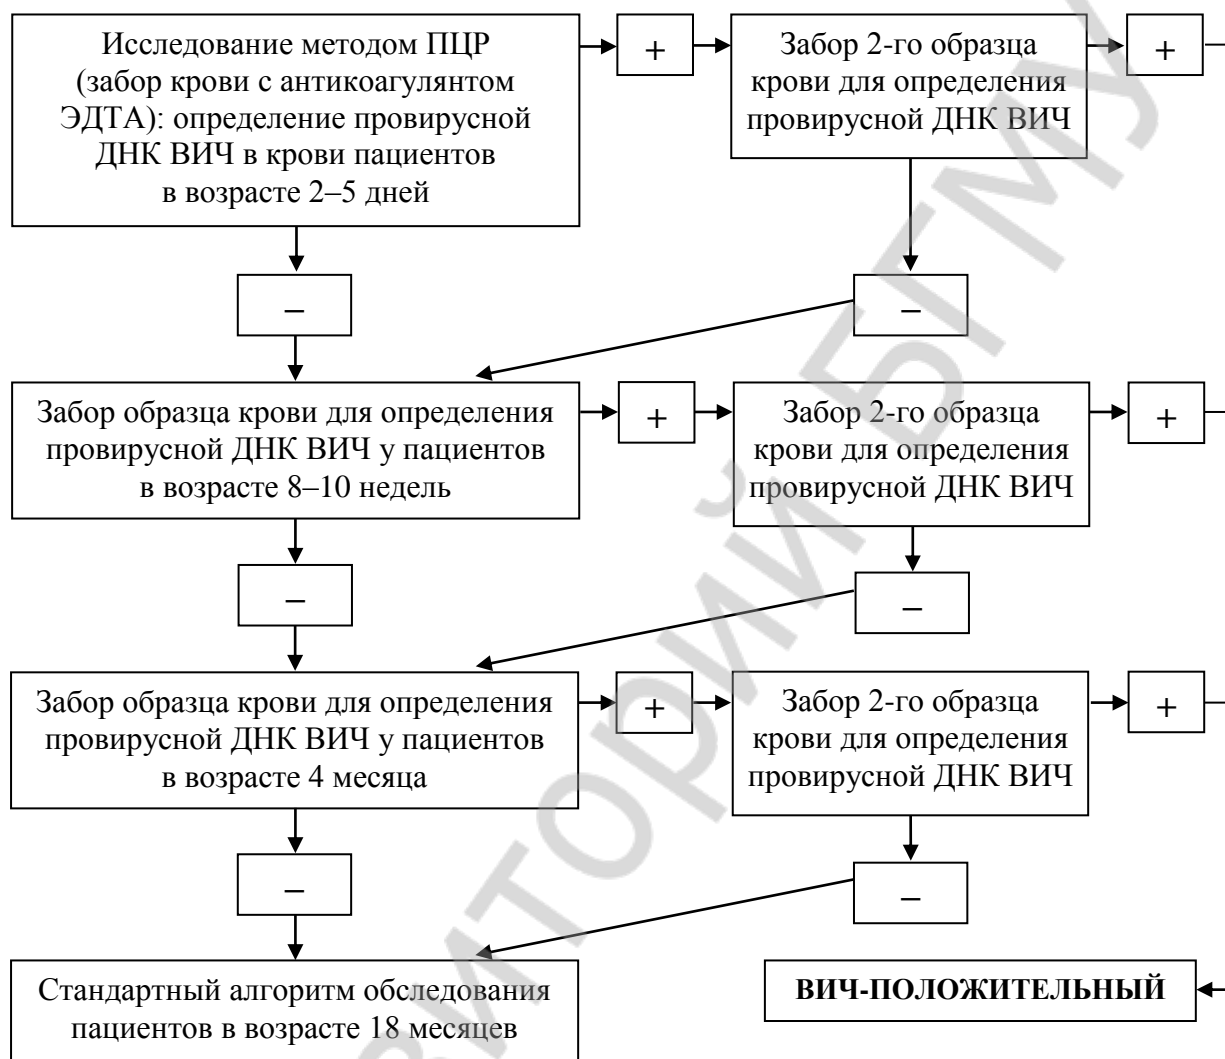 Исследование методом ПЦР
(забор крови с антикоагулянтом
ЭДТА): определение провирусной
ДНК ВИЧ в крови пациентов
в возрасте 2–5 дней
+
Забор 2-го образца
крови для определения
провирусной ДНК ВИЧ
+
–
–
Забор образца крови для определения
провирусной ДНК ВИЧ у пациентов
в возрасте 8–10 недель
+
Забор 2-го образца
крови для определения
провирусной ДНК ВИЧ
+
–
–
Забор образца крови для определения
провирусной ДНК ВИЧ у пациентов
в возрасте 4 месяца
+
Забор 2-го образца
крови для определения
провирусной ДНК ВИЧ
+
–
–
Стандартный алгоритм обследования
пациентов в возрасте 18 месяцев
ВИЧ-ПОЛОЖИТЕЛЬНЫЙ
БГМУ